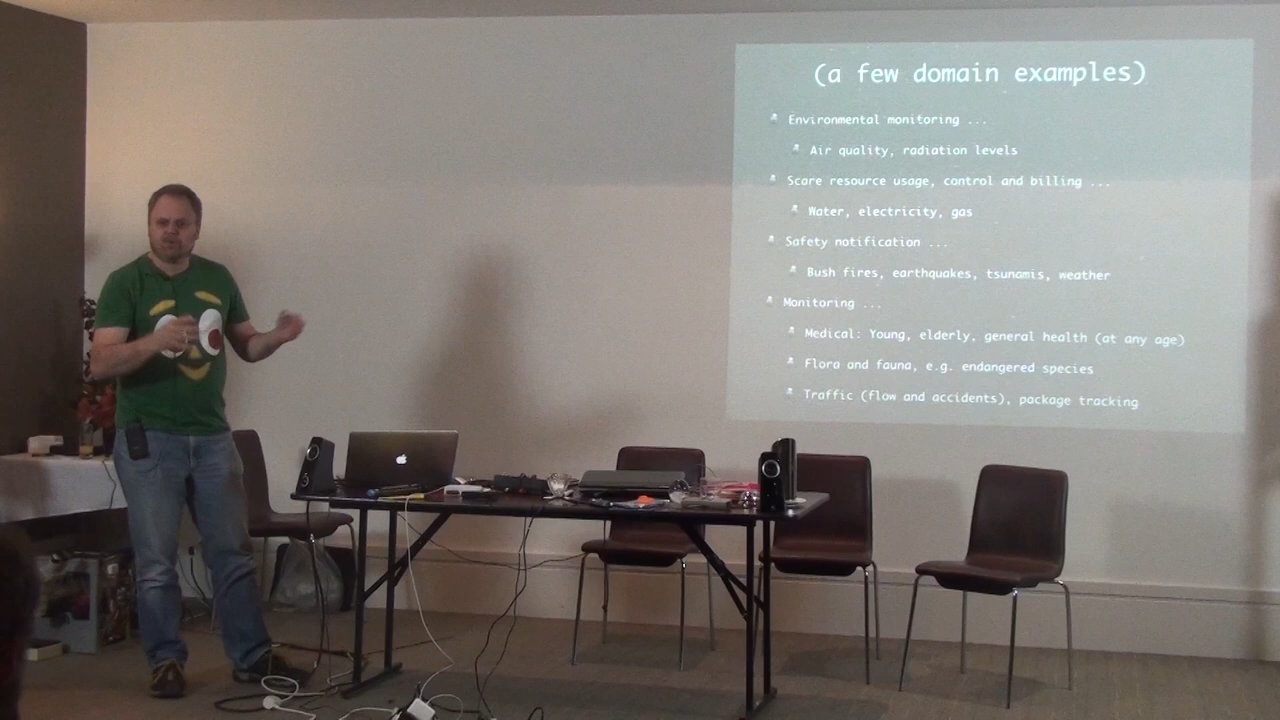 (a few domain examples)
Environmental monitoring ...
Air quality, radiation levels
Scare resource usage, control and billing ...
Water, electricity, gas
Safety notification ...
Bush fires, earthquakes, tsunamis, weather
Monitoring ...
Medical: Young, elderly, general health (at any age)
Flora and fauna, e.g. endangered species
Traffic (flow and accidents), package tracking